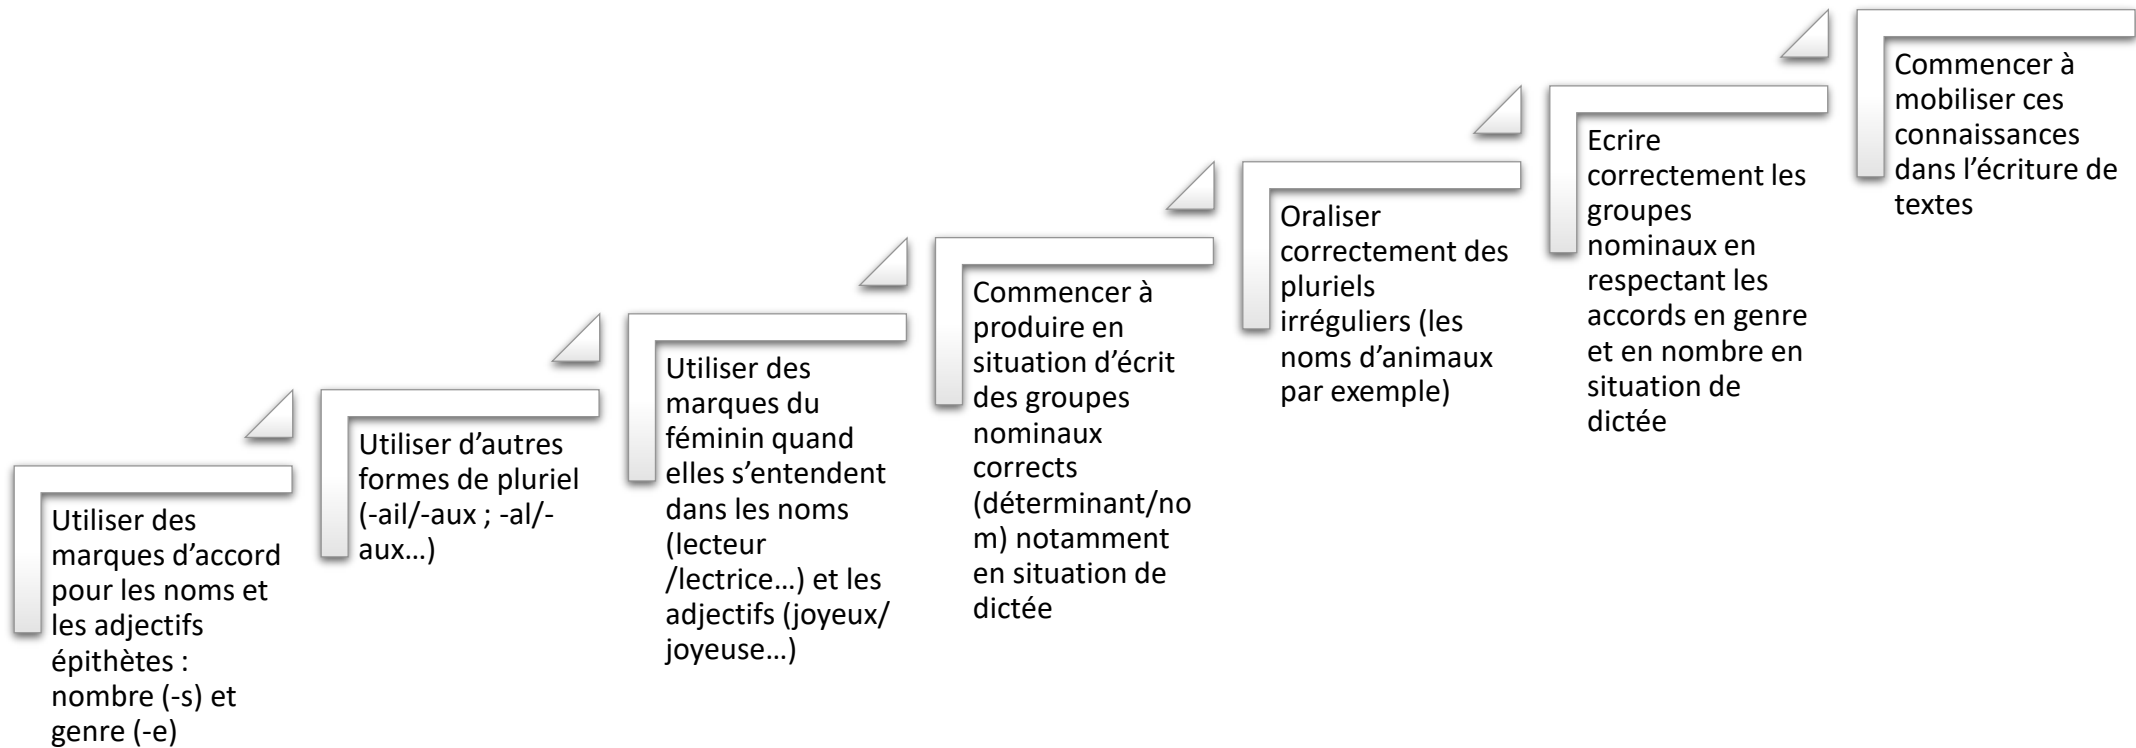 Utiliser des
marques d'accord
pour les noms et
les adjectifs
épithètes :
nombre (-s) et
genre (-e)
Utiliser d'autres
formes de pluriel
(-ail/-aux ; -al/-
aux…)
Utiliser des
marques du
féminin quand
elles s'entendent
dans les noms
(lecteur
/lectrice…) et les
adjectifs (joyeux/
joyeuse…)
Commencer à
produire en
situation d'écrit
des groupes
nominaux
corrects
(déterminant/no
m) notamment
en situation de
dictée
Oraliser
correctement des
pluriels
irréguliers (les
noms d'animaux
par exemple)
Ecrire
correctement les
groupes
nominaux en
respectant les
accords en genre
et en nombre en
situation de
dictée
Commencer à
mobiliser ces
connaissances
dans l'écriture de
textes